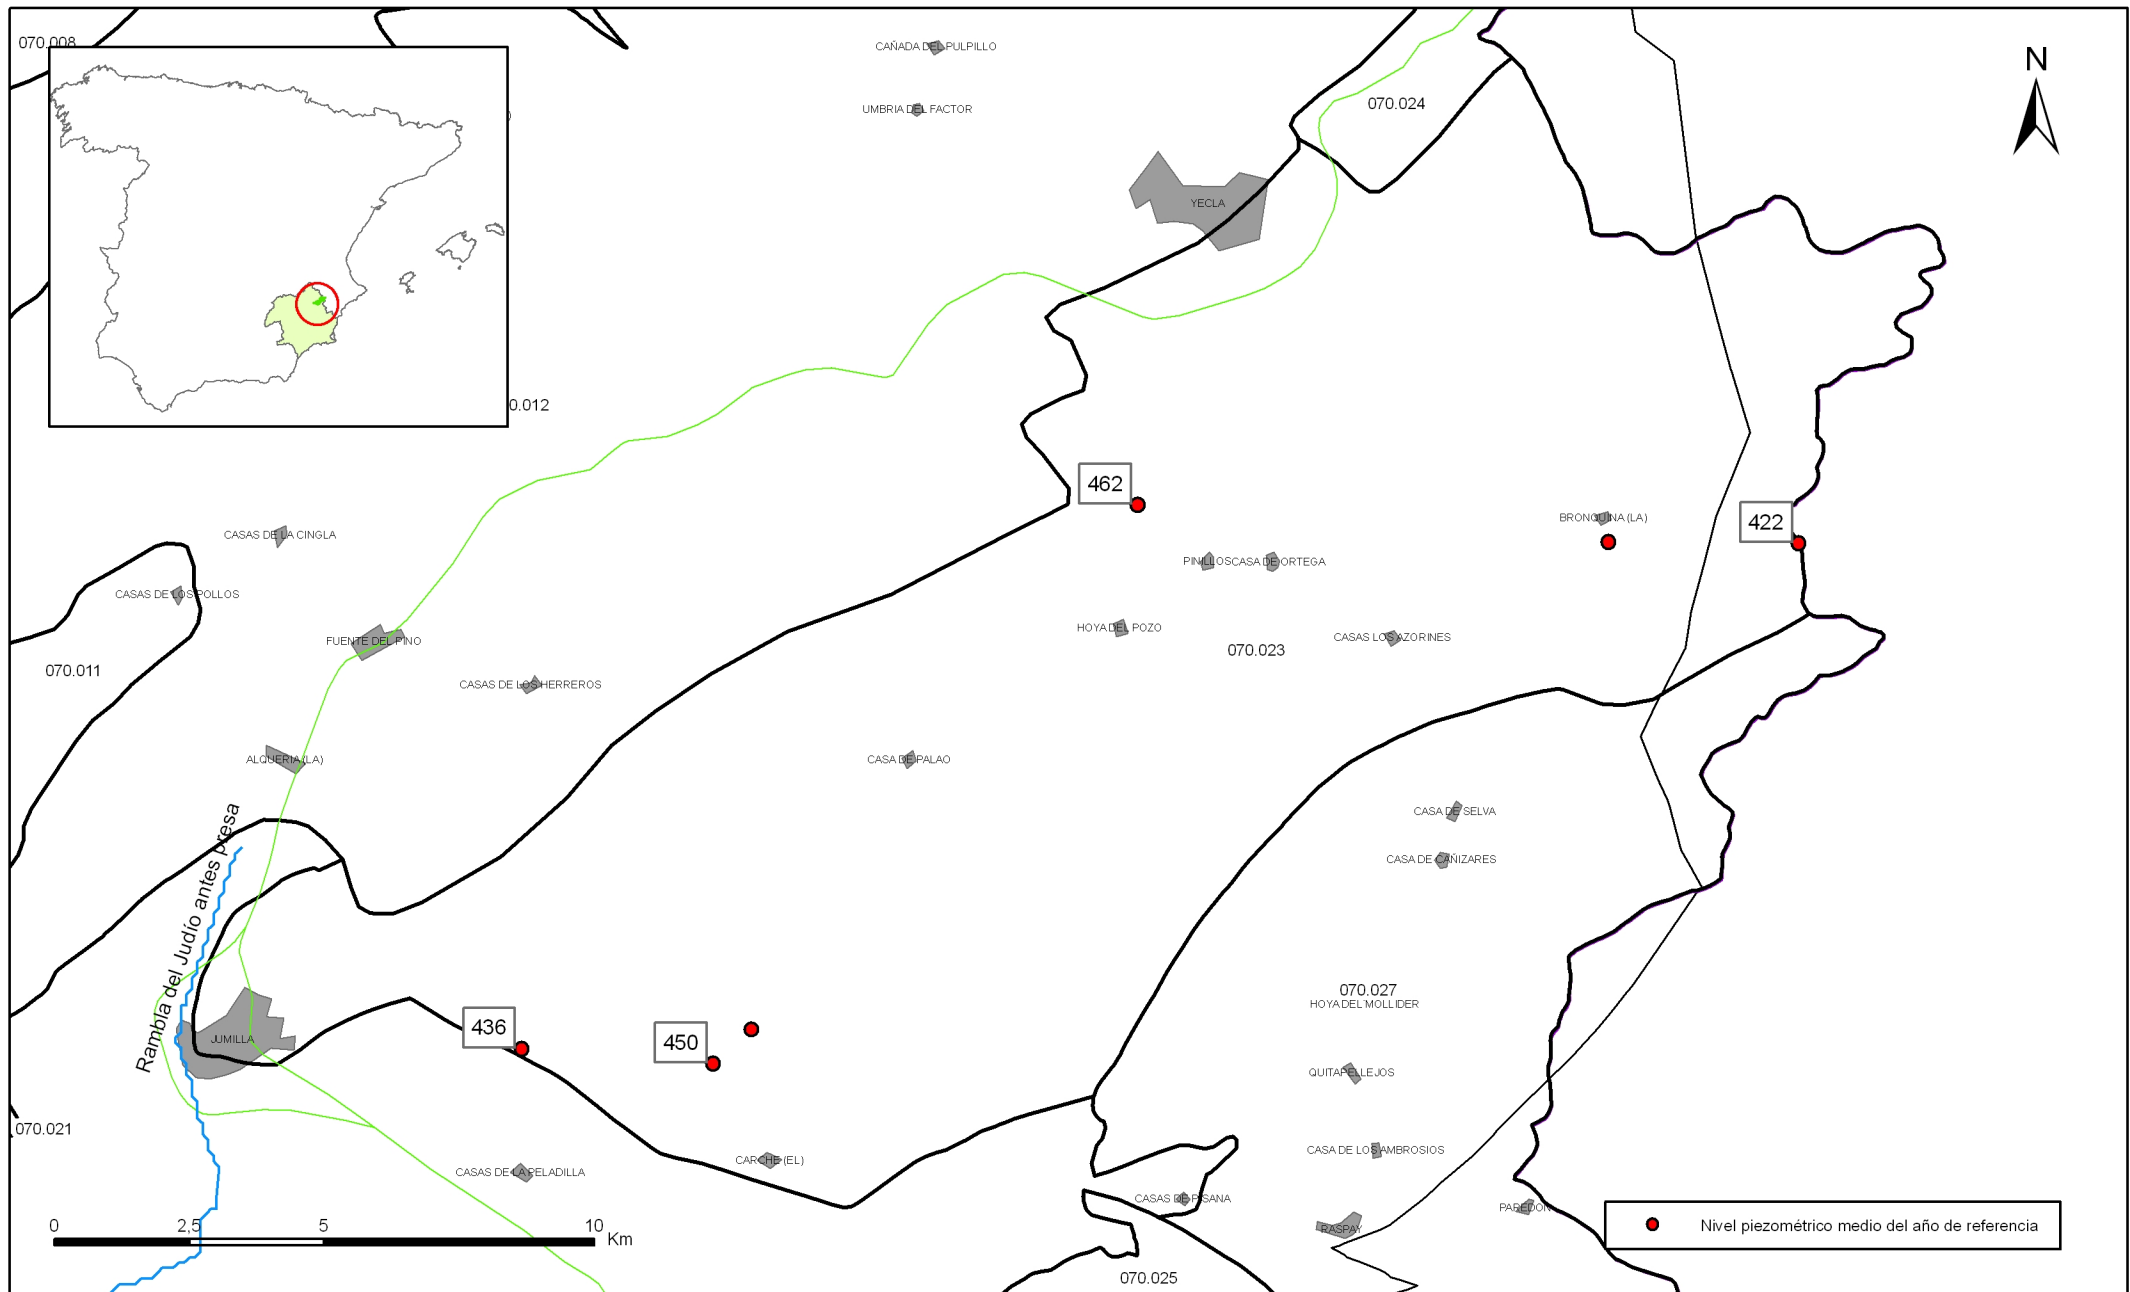 070.008
CAÑADA DEL PULPILLO
N
UMBRIA DEL FACTOR
070.024
YECLA
0.012
462
422
BRONQUINA (LA)
CASAS DE LA CINGLA
PINILLOS
CASA DE ORTEGA
CASAS DE LOS POLLOS
HOYA DEL POZO
CASAS LOS AZORINES
FUENTE DEL PINO
070.023
070.011
CASAS DE LOS HERREROS
ALQUERIA (LA)
CASA DE PALAO
CASA DE SELVA
CASA DE CAÑIZARES
Rambla del Judío antes presa
070.027
HOYA DEL MOLLIDER
436
450
JUMILLA
QUITAPELLEJOS
070.021
CASA DE LOS AMBROSIOS
CARCHE (EL)
CASAS DE LA PELADILLA
CASAS DE PISANA
PAREDON
RASPAY
0 2,5 5 10 Km
Nivel piezométrico medio del año de referencia
070.025